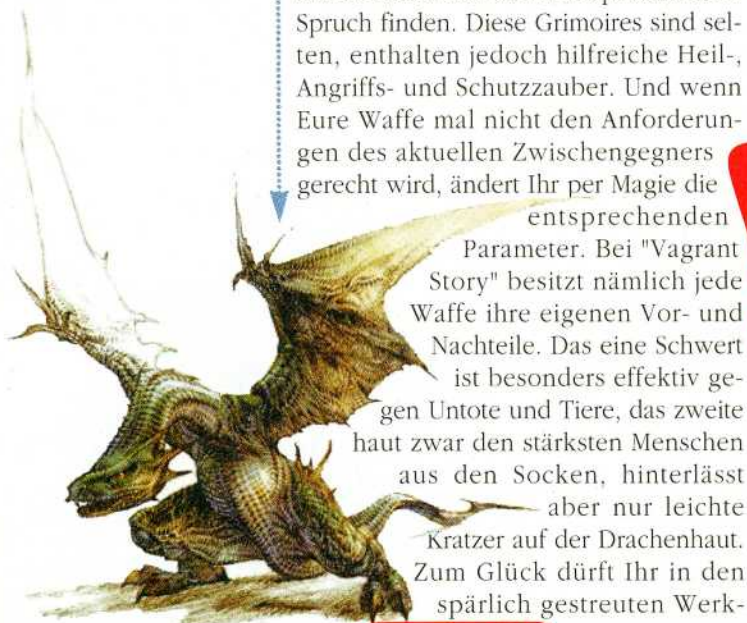 Spruch finden. Diese Grimoires sind sel-
ten, enthalten jedoch hilfreiche Heil-,
Angriffs- und Schutzzauber. Und wenn
Eure Waffe mal nicht den Anforderun-
gen des aktuellen Zwischengegners
gerecht wird, ändert Ihr per Magie die
entsprechenden
Parameter. Bei "Vagrant
Story" besitzt nämlich jede
Waffe ihre eigenen Vor- und
Nachteile. Das eine Schwert
ist besonders effektiv ge-
gen Untote und Tiere, das zweite
haut zwar den stärksten Menschen
aus den Socken, hinterlässt
aber nur leichte
Kratzer auf der Drachenhaut.
Zum Glück dürft Ihr in den
spärlich gestreuten Werk-